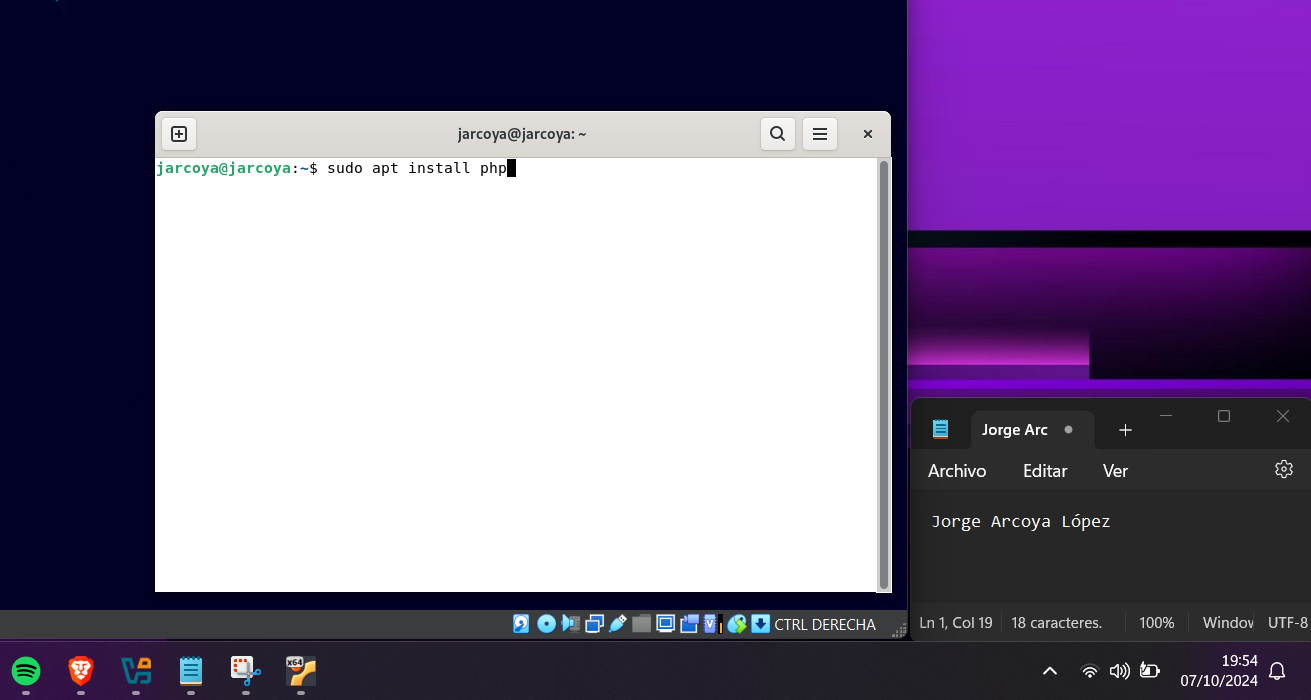 jarcoya@jarcoya: ~
jarcoya@jarcoya:~$ sudo apt install php
Jorge Arc
Archivo Editar Ver
Jorge Arcoya López
CTRL DERECHA
Ln 1, Col 19 18 caracteres. 100% Window UTF-8
x64
19:54
07/10/2024